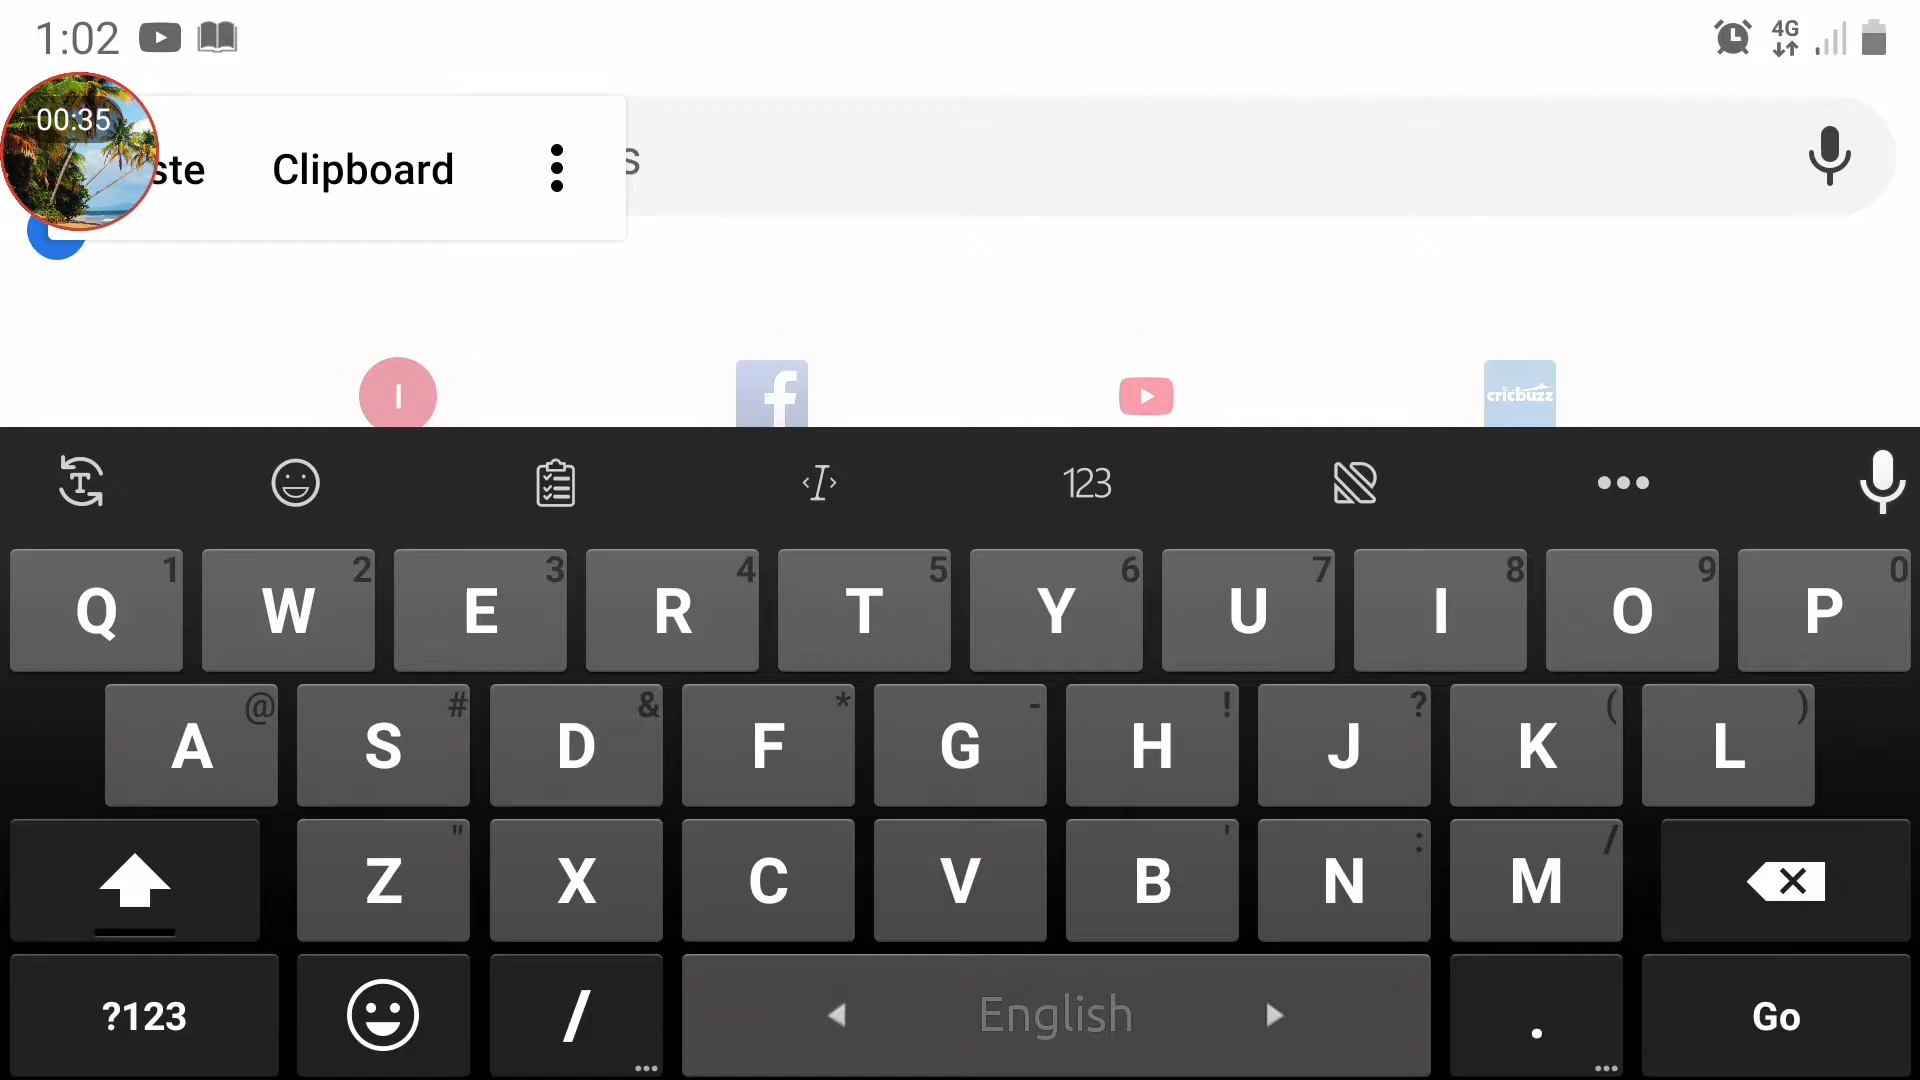 1:02
4G
00:35
ste Clipboard
s
I
f
cricbuzz
T
I
123
Q 1 W 2 E 3 R 4 T 5 Y 6 U 7 I 8 O 9 P 0
A @ S # D & F * G - H ! J ? K ( L )
Z " X C V B ' N : M /
?123 / ... English . ... Go